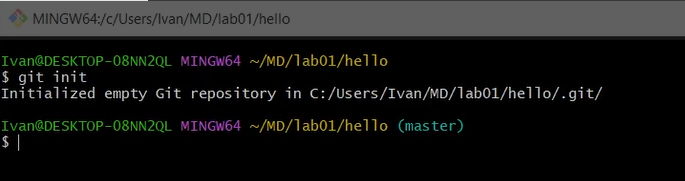 MINGW64:/c/Users/Ivan/MD/lab01/hello
Ivan@DESKTOP-08NN2QL MINGW64 ~/MD/lab01/hello
$ git init
Initialized empty Git repository in C:/Users/Ivan/MD/lab01/hello/.git/
Ivan@DESKTOP-08NN2QL MINGW64 ~/MD/lab01/hello (master)
$